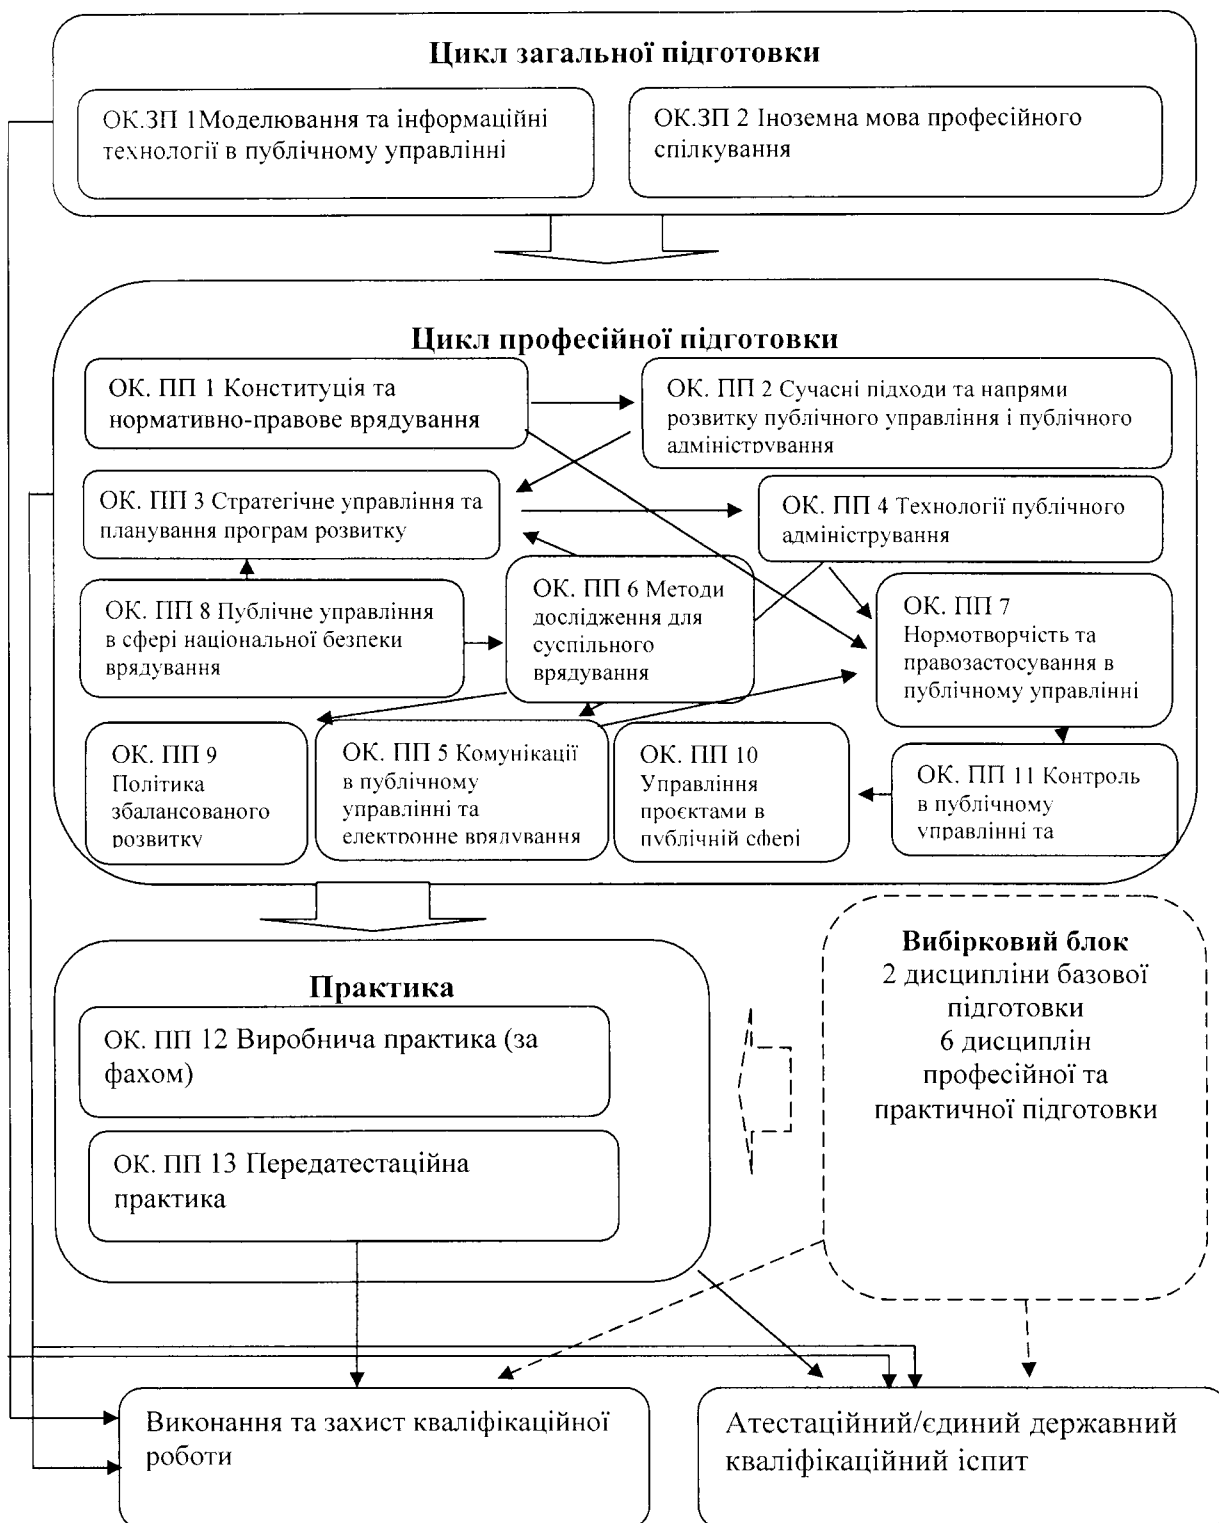 Цикл загальної підготовки
ОК.ЗП 1Моделювання та інформаційні
технології в публічному управлінні
ОК.ЗП 2 Іноземна мова професійного
спілкування
Цикл професійної підготовки
ОК. ПП 1 Конституція та
нормативно-правове врядування
ОК. ПП 2 Сучасні підходи та напрями
розвитку публічного управління і публічного
адміністрування
ОК. ПП 3 Стратегічне управління та
планування програм розвитку
ОК. ПП 4 Технології публічного
адміністрування
ОК. ПП 8 Публічне управління
в сфері національної безпеки
врядування
ОК. ПП 6 Методи
дослідження для
суспільного
врядування
ОК. ПП 7
Нормотворчість та
правозастосування в
публічному управлінні
ОК. ПП 9
Політика
збалансованого
розвитку
ОК. ПП 5 Комунікації
в публічному
управлінні та
електронне врядування
ОК. ПП 10
Управління
проєктами в
публічній сфері
ОК. ПП 11 Контроль
в публічному
управлінні та
Практика
ОК. ПП 12 Виробнича практика (за
фахом)
ОК. ПП 13 Передатестаційна
практика
Вибірковий блок
2 дисципліни базової
підготовки
6 дисциплін
професійної та
практичної підготовки
Виконання та захист кваліфікаційної
роботи
Атестаційний/єдиний державний
кваліфікаційний іспит